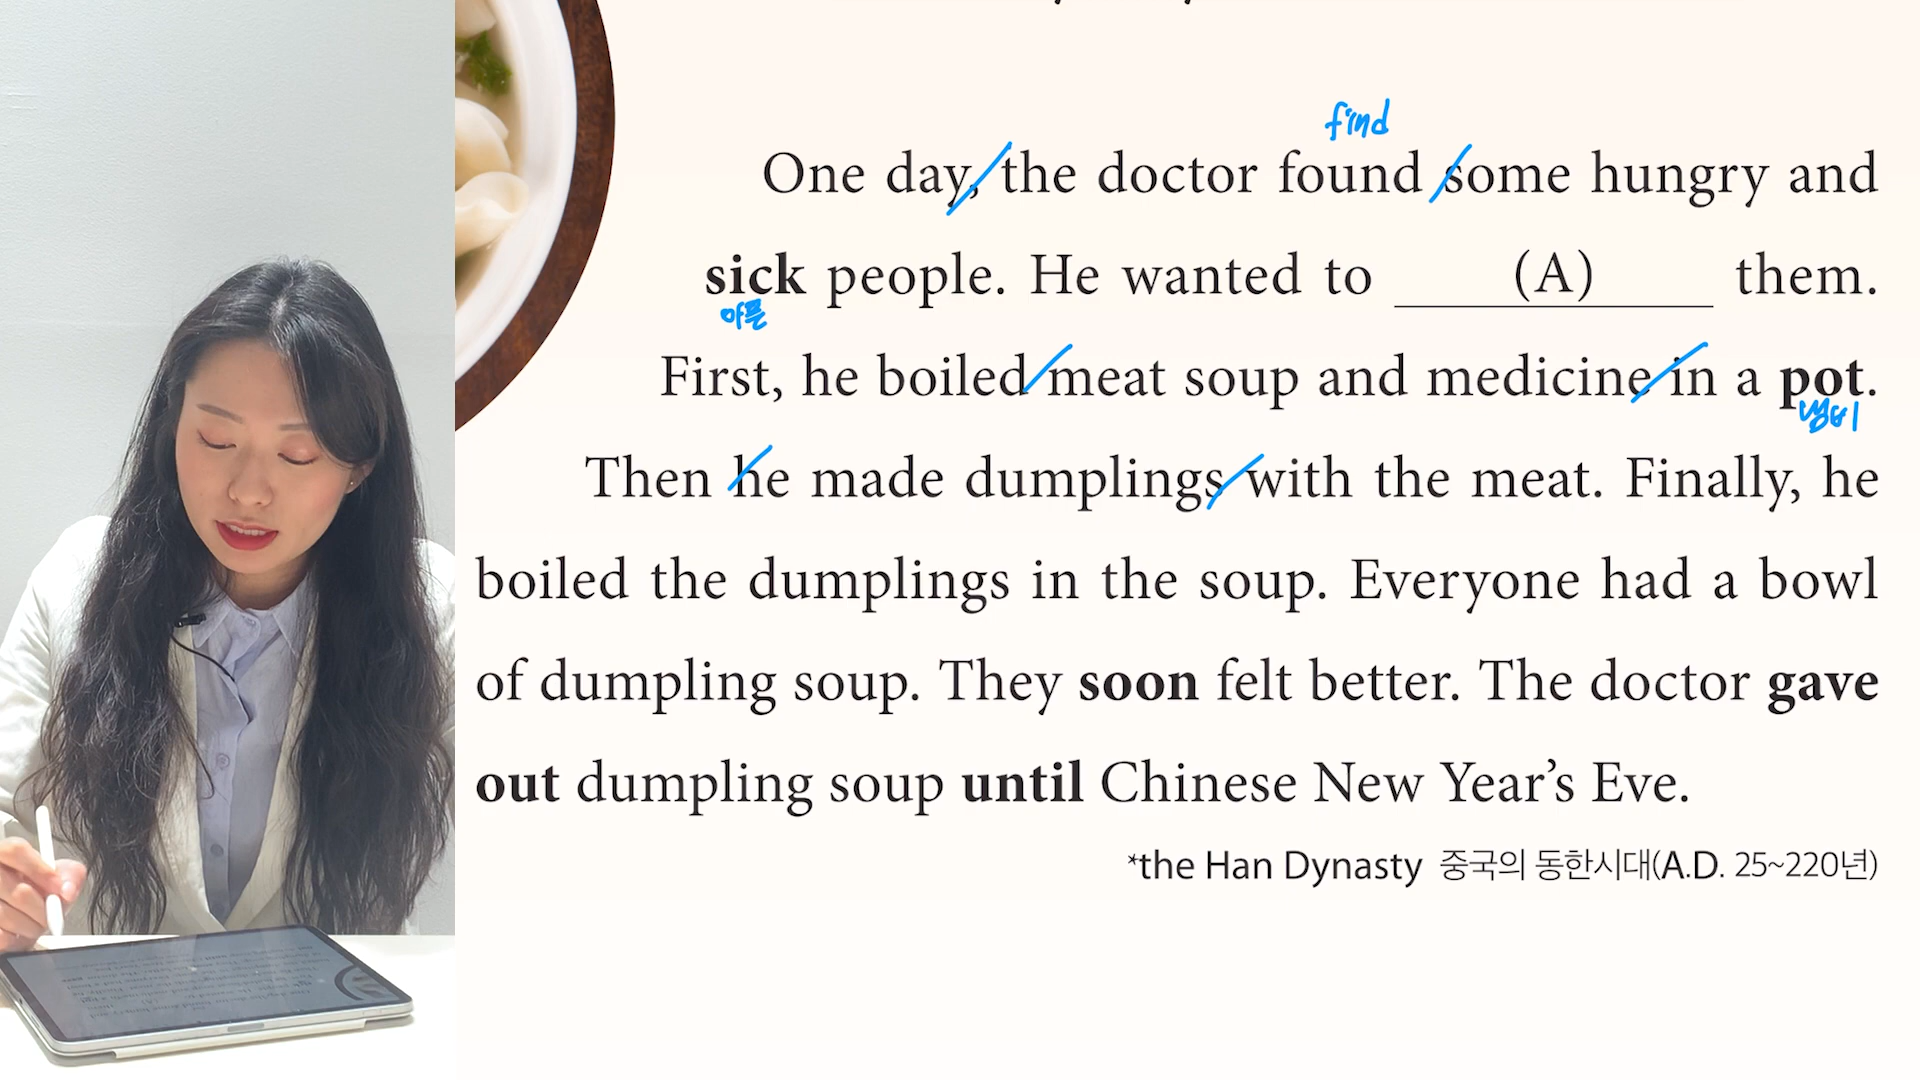 find
One day, the doctor found some hungry and
sick people. He wanted to (A) them.
아픈
First, he boiled meat soup and medicine in a pot.
냄비
Then he made dumplings with the meat. Finally, he
boiled the dumplings in the soup. Everyone had a bowl
of dumpling soup. They soon felt better. The doctor gave
out dumpling soup until Chinese New Year’s Eve.
*the Han Dynasty 중국의 동한시대(A.D. 25~220년)